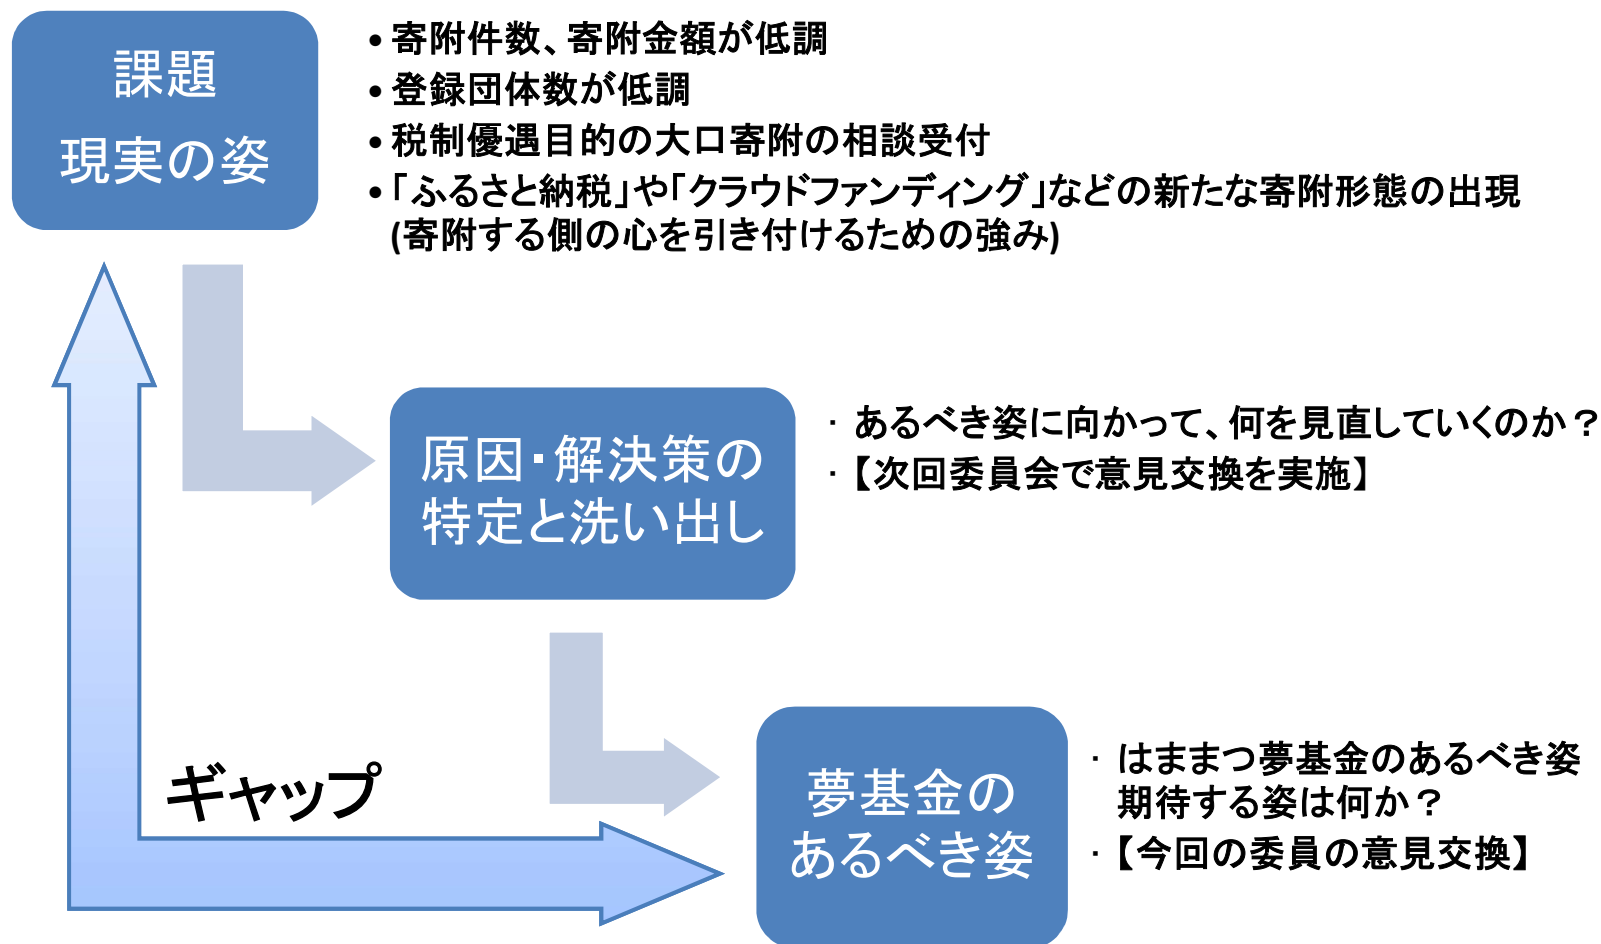 課題
現実の姿
•寄附件数、寄附金額が低調
•登録団体数が低調
•税制優遇目的の大口寄附の相談受付
•「ふるさと納税」や「クラウドファンディング」などの新たな寄附形態の出現
(寄附する側の心を引き付けるための強み)
原因・解決策の
特定と洗い出し
・あるべき姿に向かって、何を見直していくのか？
・【次回委員会で意見交換を実施】
ギャップ
夢基金の
あるべき姿
・はままつ夢基金のあるべき姿
期待する姿は何か？
・【今回の委員の意見交換】